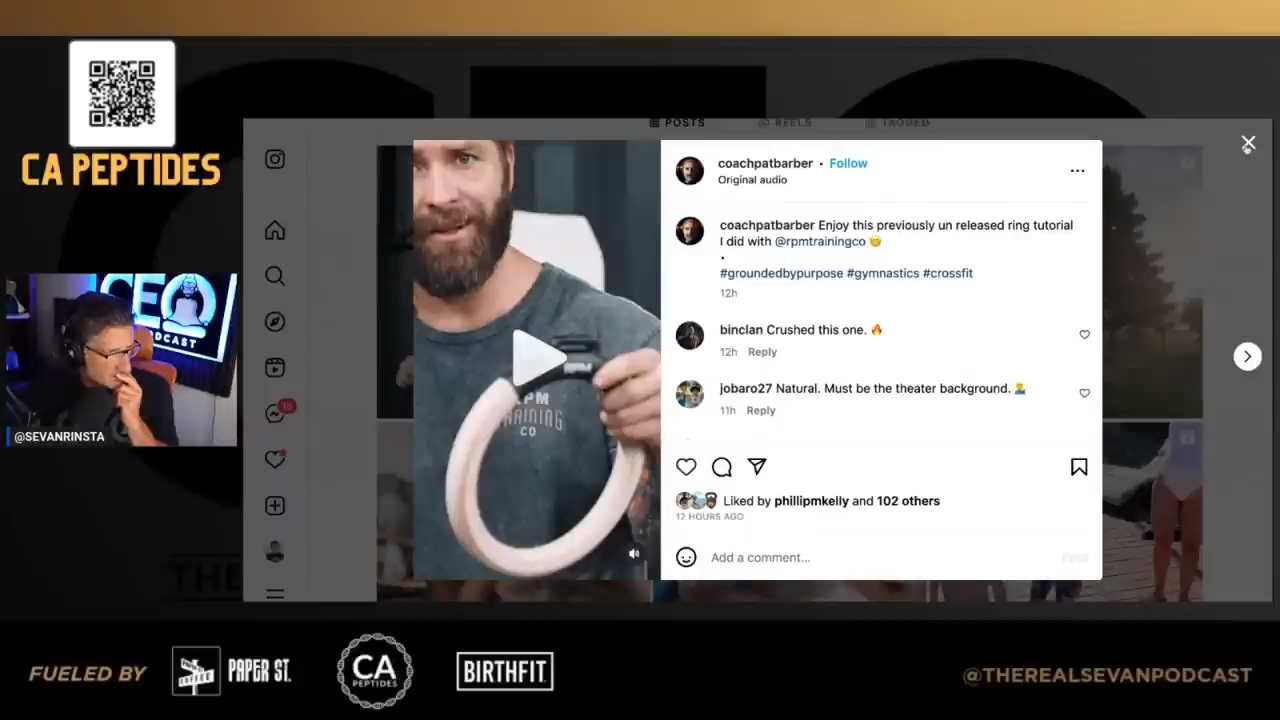 CA PEPTIDES
CEO
PODCAST
@SEVANRINSTA
POSTS
REELS
TAGGED
15
RPM
TRAINING
CO
coachpatbarber • Follow
Original audio
coachpatbarber Enjoy this previously un released ring tutorial
I did with @rpmtrainingco
.
#groundedbypurpose #gymnastics #crossfit
12h
binclan Crushed this one.
12h Reply
jobaro27 Natural. Must be the theater background.
11h Reply
Liked by phillipmkelly and 102 others
12 HOURS AGO
Add a comment...
Post
THE
FUELED BY
PAPER ST.
CA
PEPTIDES
BIRTHFIT
@THEREALSEVANPODCAST